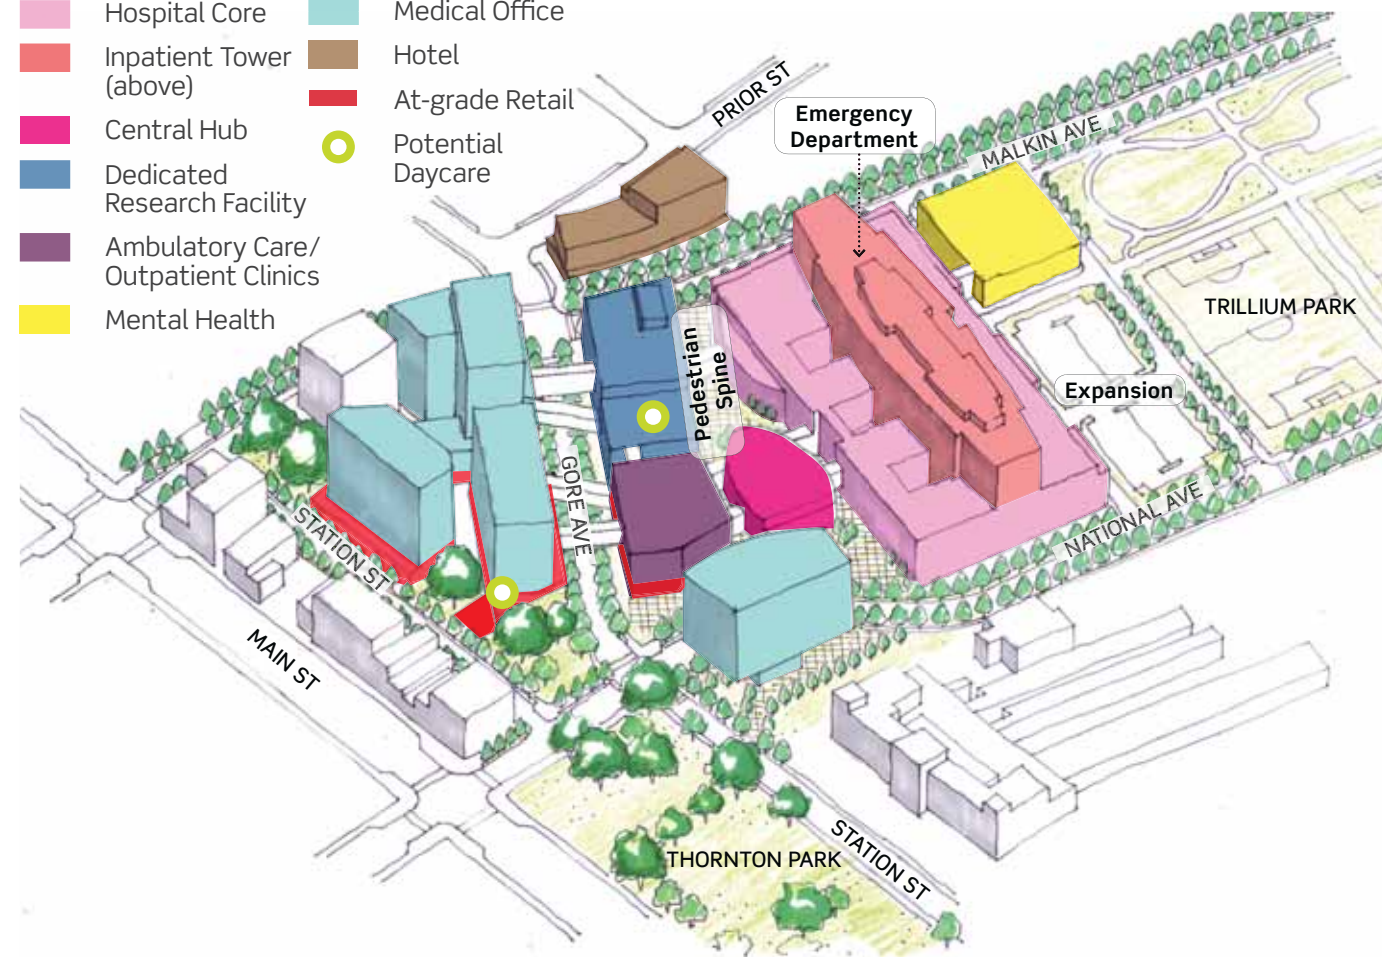 Hospital Core
Inpatient Tower
(above)
Central Hub
Dedicated
Research Facility
Ambulatory Care/
Outpatient Clinics
Mental Health
Medical Office
Hotel
At-grade Retail
Potential
Daycare
PRIOR ST
Emergency
Department
MALKIN AVE
TRILLIUM PARK
Pedestrian
Spine
Expansion
GORE AVE
STATION ST
NATIONAL AVE
MAIN ST
THORNTON PARK
STATION ST